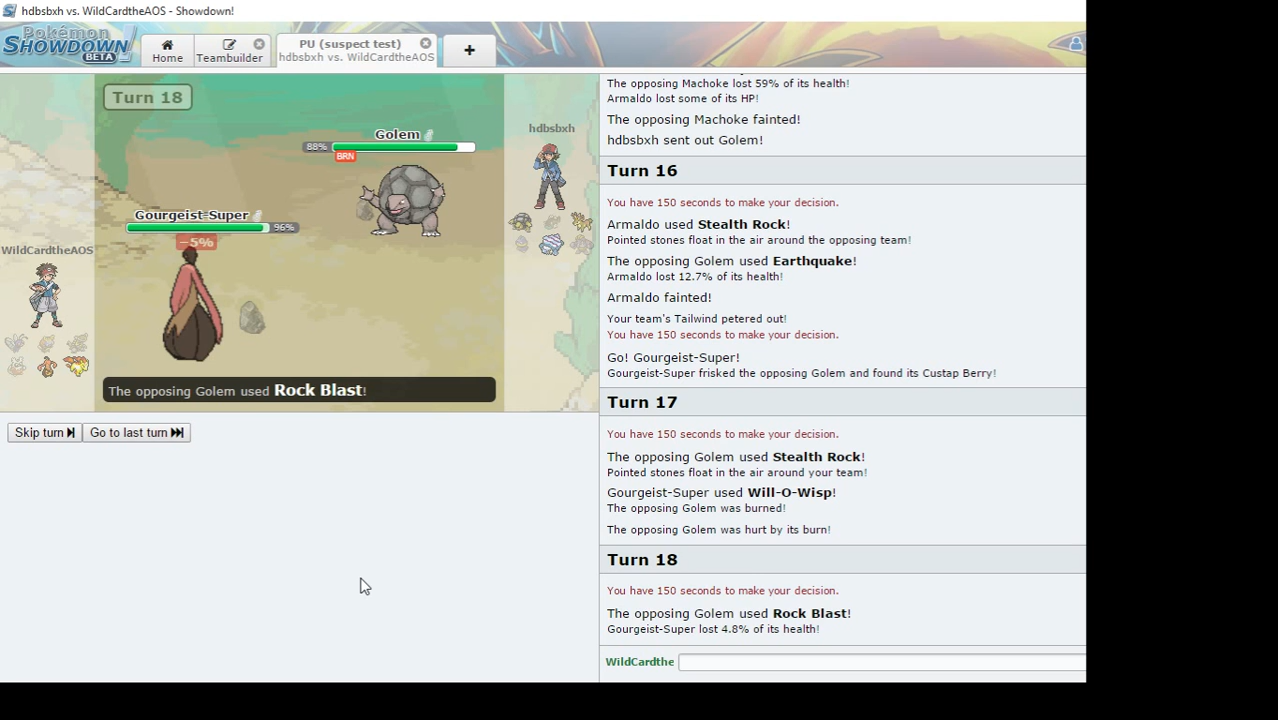 hdbsbxh vs. WildCardtheAOS - Showdown!
Pokémon
SHOWDOWN
BETA
Home
Teambuilder
PU (suspect test)
hdbsbxh vs. WildCardtheAOS
+
Turn 18
Golem
88%
BRN
hdbsbxh
Gourgeist-Super
96%
−5%
WildCardtheAOS
The opposing Golem used Rock Blast!
Skip turn
Go to last turn
The opposing Machoke lost 59% of its health!
Armaldo lost some of its HP!
The opposing Machoke fainted!
hdbsbxh sent out Golem!
Turn 16
You have 150 seconds to make your decision.
Armaldo used Stealth Rock!
Pointed stones float in the air around the opposing team!
The opposing Golem used Earthquake!
Armaldo lost 12.7% of its health!
Armaldo fainted!
Your team's Tailwind petered out!
You have 150 seconds to make your decision.
Go! Gourgeist-Super!
Gourgeist-Super frisked the opposing Golem and found its Custap Berry!
Turn 17
You have 150 seconds to make your decision.
The opposing Golem used Stealth Rock!
Pointed stones float in the air around your team!
Gourgeist-Super used Will-O-Wisp!
The opposing Golem was burned!
The opposing Golem was hurt by its burn!
Turn 18
You have 150 seconds to make your decision.
The opposing Golem used Rock Blast!
Gourgeist-Super lost 4.8% of its health!
WildCardthe